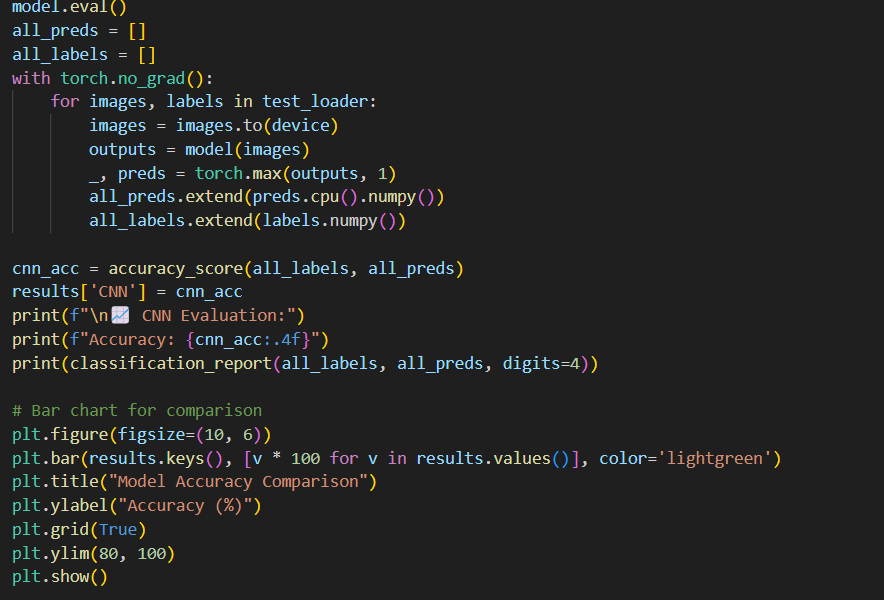 model.eval()
all_preds = []
all_labels = []
with torch.no_grad():
    for images, labels in test_loader:
        images = images.to(device)
        outputs = model(images)
        _, preds = torch.max(outputs, 1)
        all_preds.extend(preds.cpu().numpy())
        all_labels.extend(labels.numpy())

cnn_acc = accuracy_score(all_labels, all_preds)
results['CNN'] = cnn_acc
print(f"\n📈 CNN Evaluation:")
print(f"Accuracy: {cnn_acc:.4f}")
print(classification_report(all_labels, all_preds, digits=4))

# Bar chart for comparison
plt.figure(figsize=(10, 6))
plt.bar(results.keys(), [v * 100 for v in results.values()], color='lightgreen')
plt.title("Model Accuracy Comparison")
plt.ylabel("Accuracy (%)")
plt.grid(True)
plt.ylim(80, 100)
plt.show()